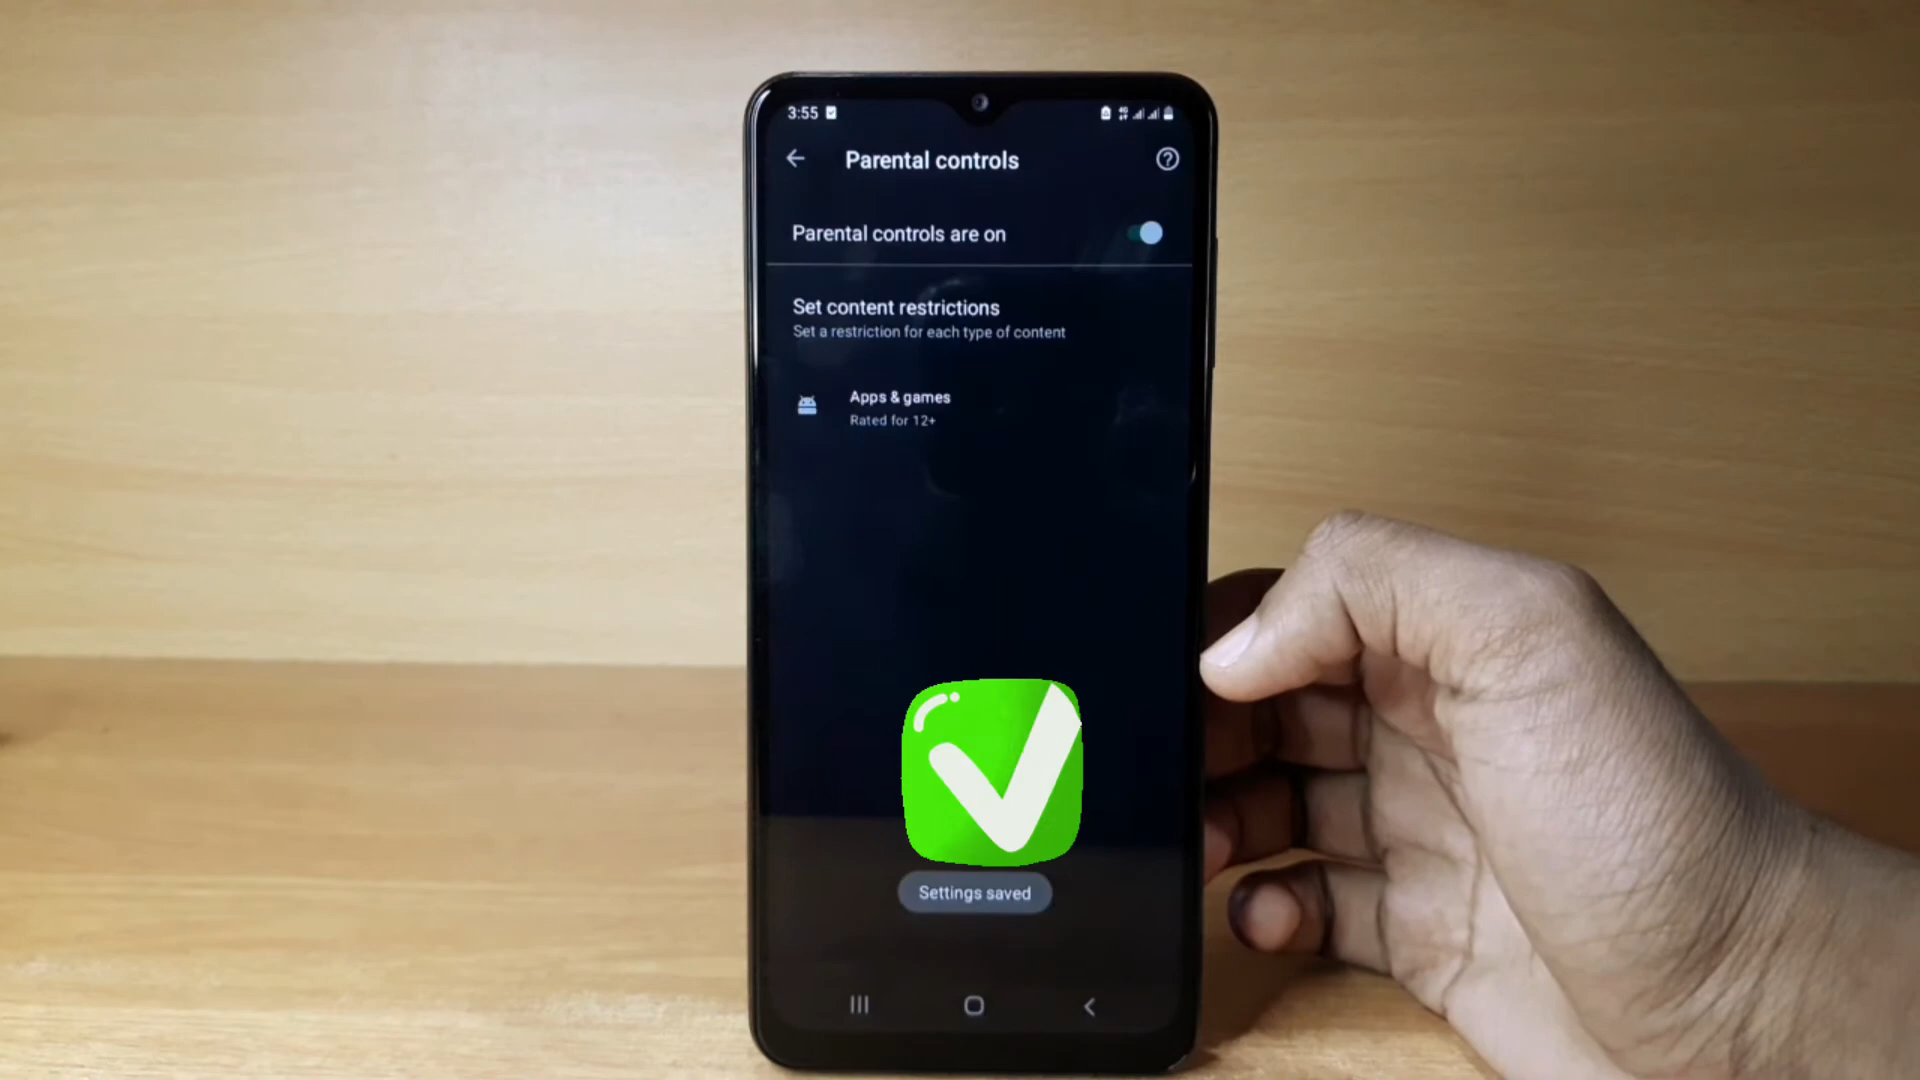 3:55
Parental controls
Parental controls are on
Set content restrictions
Set a restriction for each type of content
Apps & games
Rated for 12+
Settings saved